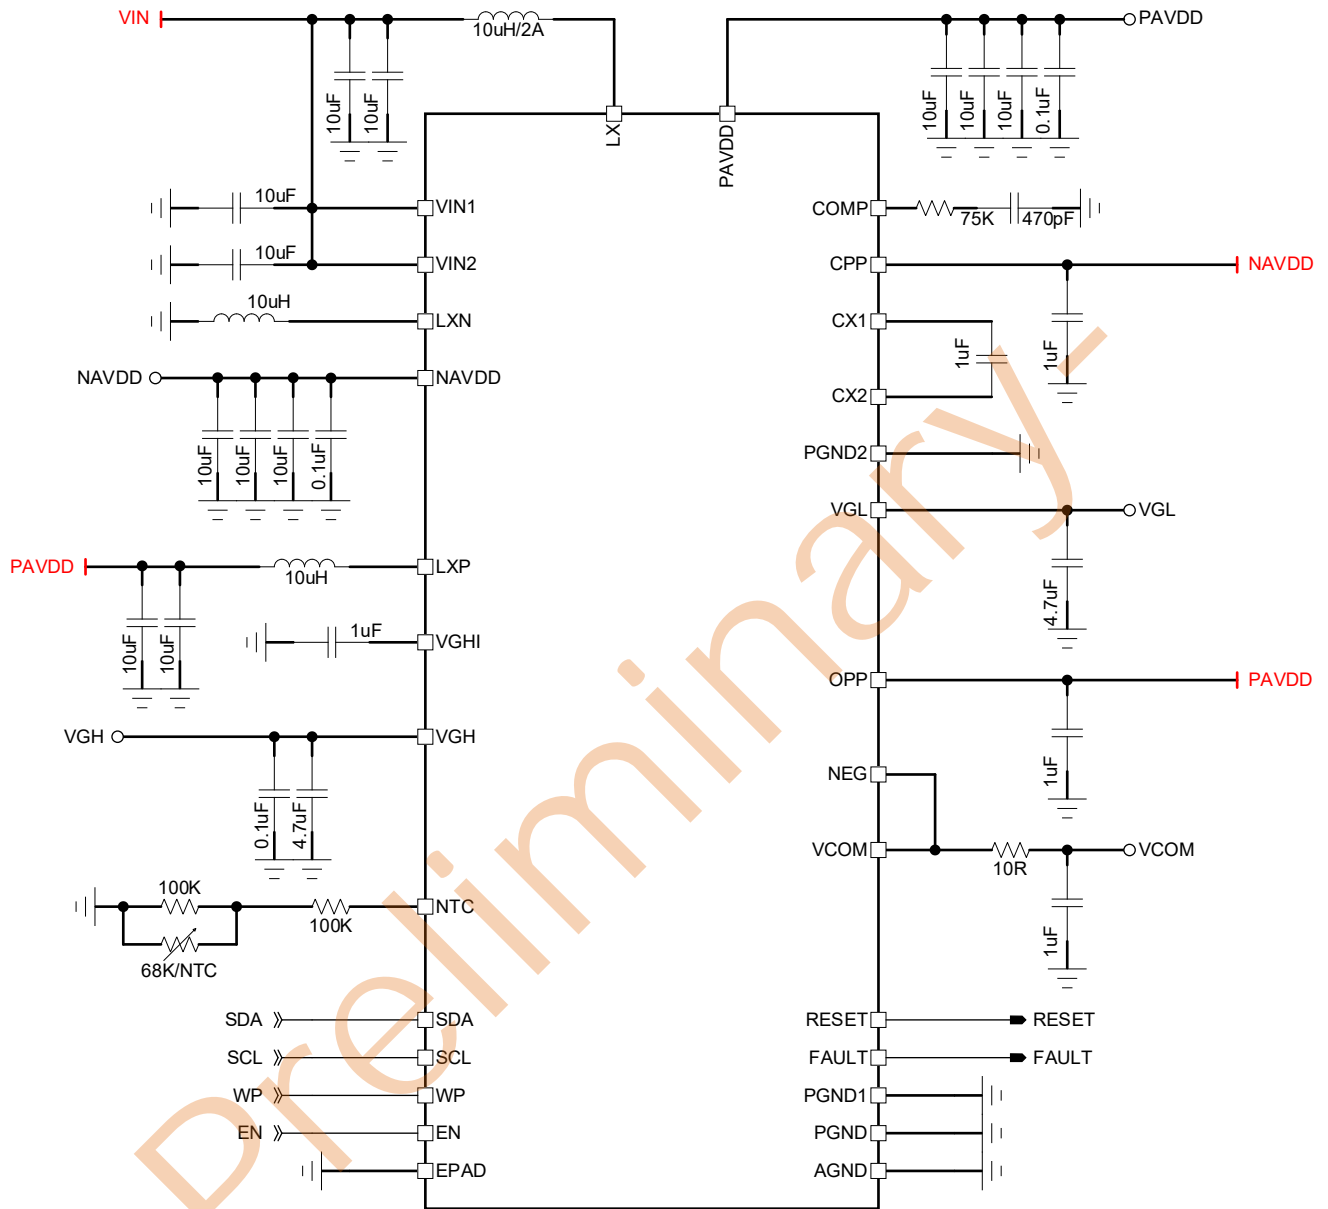 VIN
10uH/2A
PAVDD
10uF
10uF
10uF
10uF
10uF
0.1uF
LX
PAVDD
10uF
VIN1
COMP
75K
470pF
10uF
VIN2
CPP
NAVDD
10uH
LXN
CX1
1uF
1uF
NAVDD
NAVDD
CX2
10uF
10uF
10uF
0.1uF
PGND2
VGL
VGL
PAVDD
10uH
LXP
4.7uF
10uF
10uF
1uF
VGHI
OPP
PAVDD
VGH
VGH
1uF
NEG
0.1uF
4.7uF
VCOM
10R
VCOM
100K
100K
NTC
68K/NTC
1uF
SDA
SDA
RESET
RESET
SCL
SCL
FAULT
FAULT
WP
WP
PGND1
EN
EN
PGND
EPAD
AGND
Preliminary-